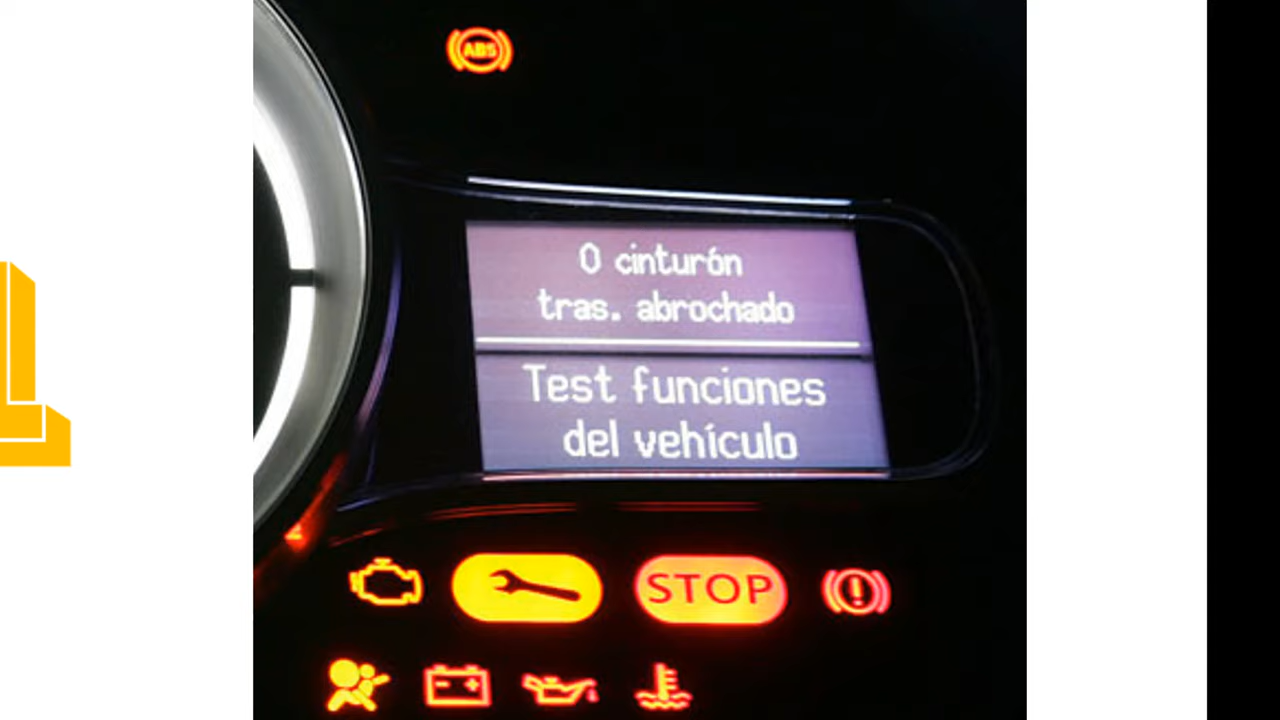 ABS
0 cinturón
tras. abrochado
Test funciones
del vehículo
STOP